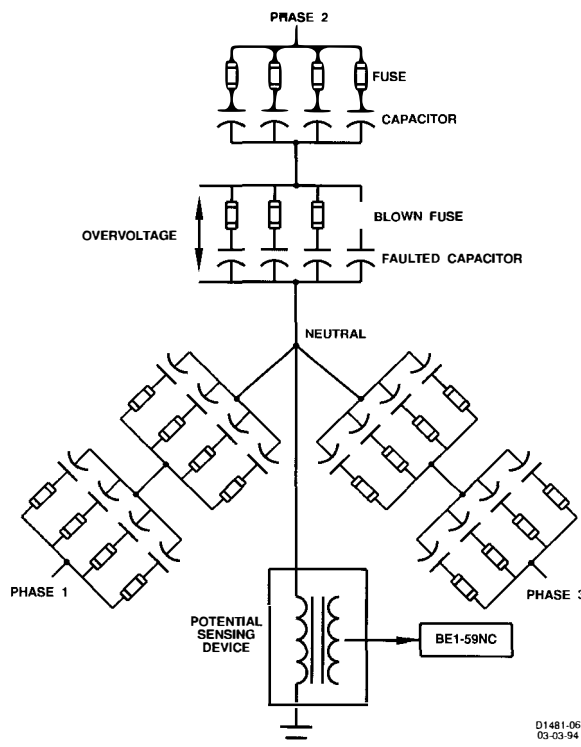 PHASE 2
FUSE
CAPACITOR
BLOWN FUSE
OVERVOLTAGE
FAULTED CAPACITOR
NEUTRAL
PHASE 1
PHASE 3
POTENTIAL
SENSING
DEVICE
BE1-59NC
D1481-06
03-03-94